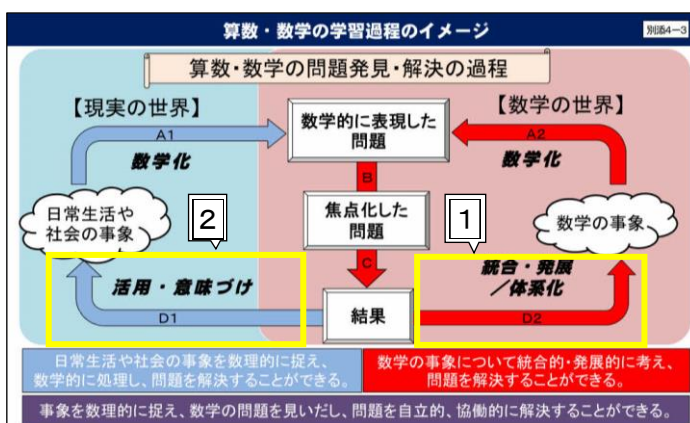 算数・数学の学習過程のイメージ
別添4－3
算数・数学の問題発見・解決の過程
【現実の世界】
【数学の世界】
A1
数学化
数学的に表現した
問題
A2
数学化
B
日常生活や
社会の事象
2
焦点化した
問題
1
数学の事象
C
活用・意味づけ
統合・発展
／体系化
D1
結果
D2
日常生活や社会の事象を数理的に捉え、
数学的に処理し、問題を解決することができる。
数学の事象について統合的・発展的に考え、
問題を解決することができる。
事象を数理的に捉え、数学の問題を見いだし、問題を自立的、協働的に解決することができる。